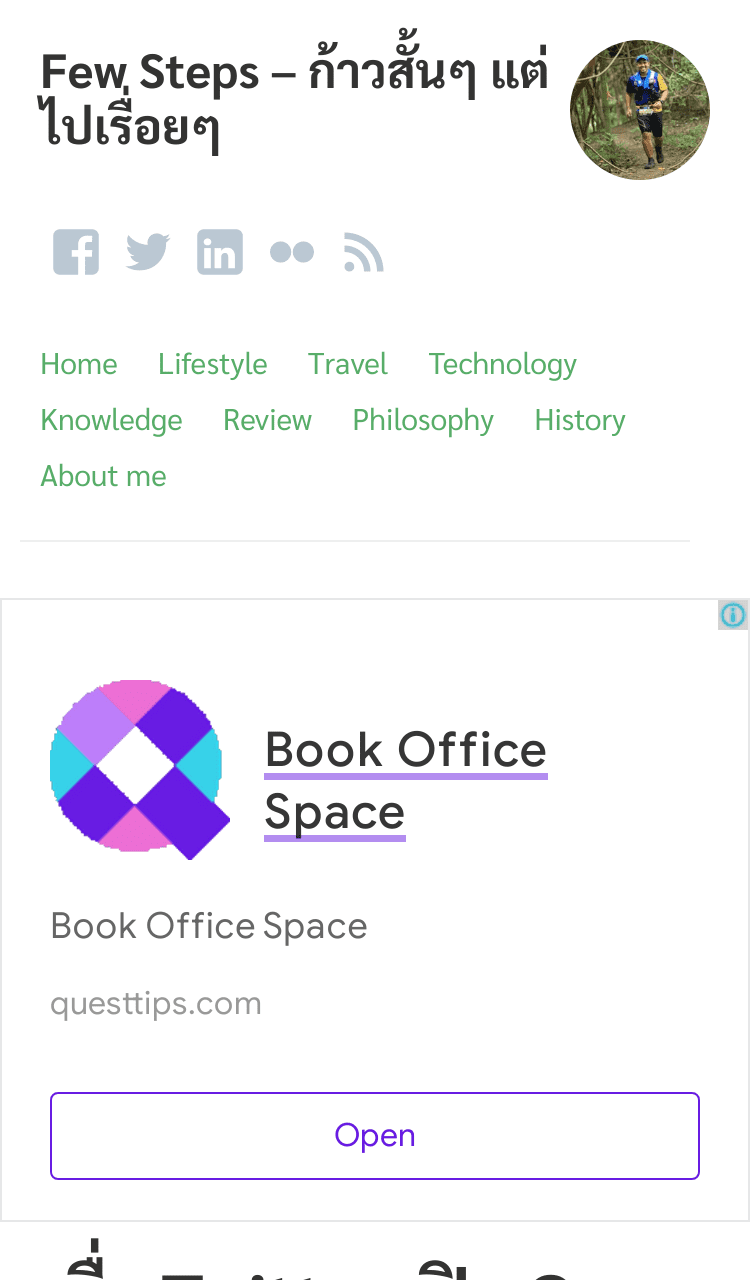 Few Steps – ก้าวสั้นๆ แต่
ไปเรื่อยๆ
Home Lifestyle Travel Technology
Knowledge Review Philosophy History
About me
Book Office
Space
Book Office Space
questtips.com
Open